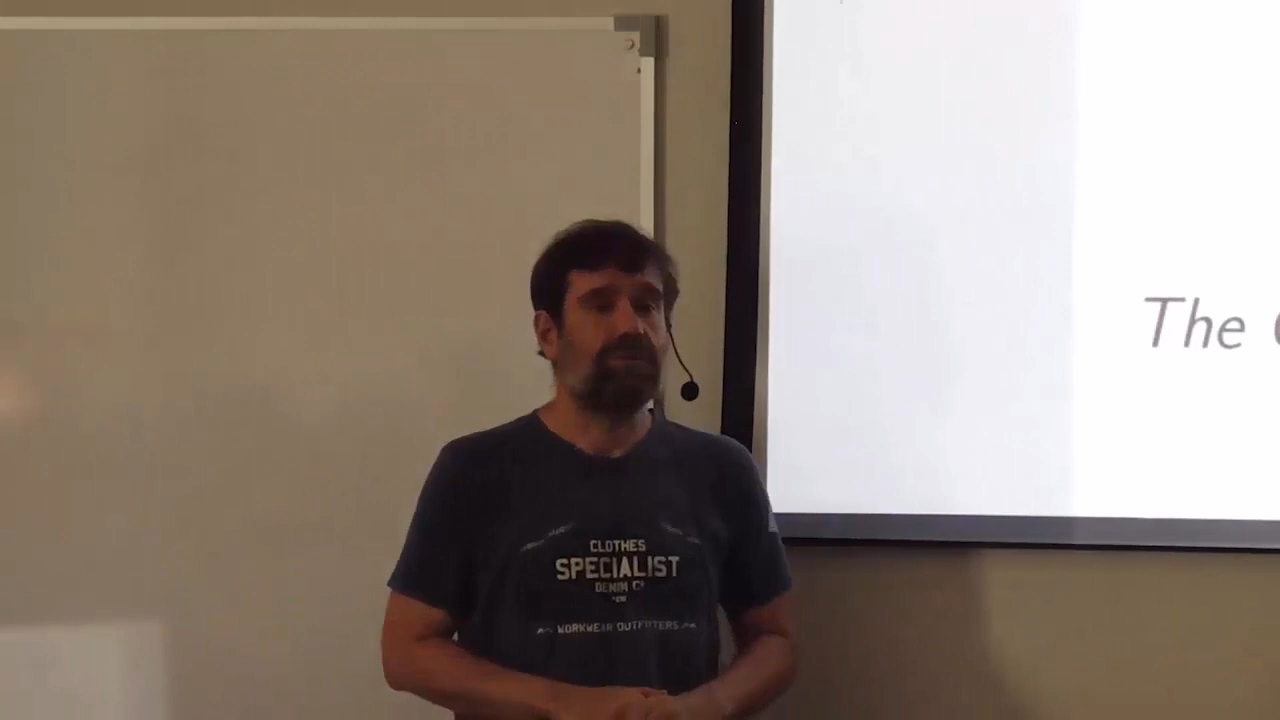 CLOTHES
SPECIALIST
DENIM Cº
WORKWEAR OUTFITTERS
The